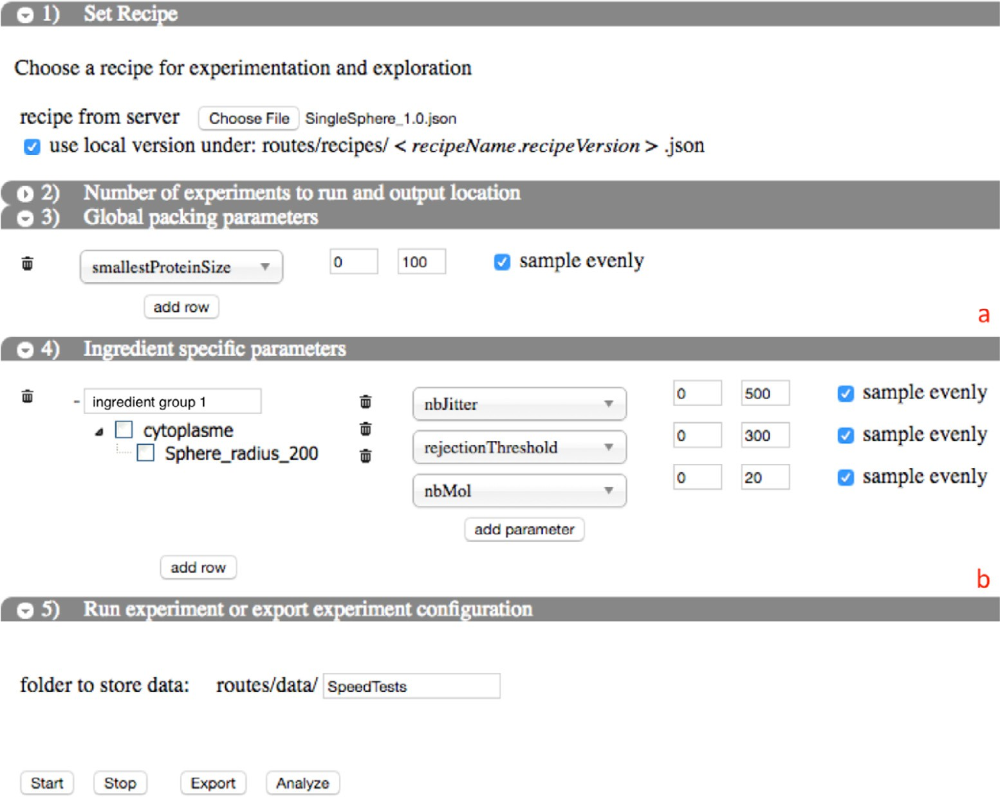 1) Set Recipe
Choose a recipe for experimentation and exploration
recipe from server Choose File SingleSphere_1.0.json
use local version under: routes/recipes/ < recipeName.recipeVersion > .json
2) Number of experiments to run and output location
3) Global packing parameters
smallestProteinSize 0 100 sample evenly
add row
a
4) Ingredient specific parameters
- ingredient group 1 nbJitter 0 500 sample evenly
cytoplasme rejectionThreshold 0 300 sample evenly
Sphere_radius_200 nbMol 0 20 sample evenly
add parameter
add row
b
5) Run experiment or export experiment configuration
folder to store data: routes/data/ SpeedTests
Start Stop Export Analyze